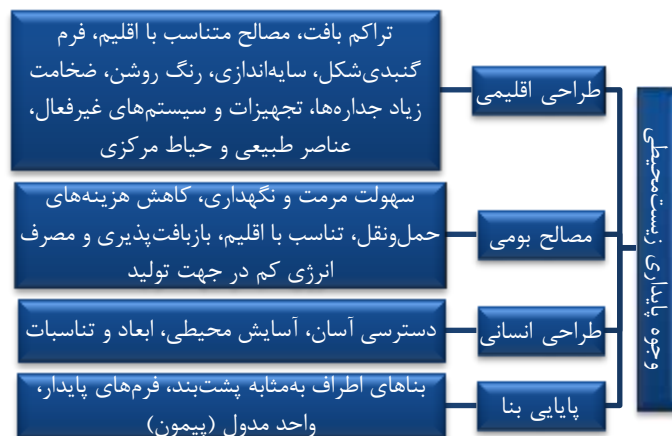 وجوه پایداری زیست‌محیطی
طراحی اقلیمی
تراکم بافت، مصالح متناسب با اقلیم، فرم
گنبدی‌شکل، سایه‌اندازی، رنگ روشن، ضخامت
زیاد جداره‌ها، تجهیزات و سیستم‌های غیرفعال،
عناصر طبیعی و حیاط مرکزی
مصالح بومی
سهولت مرمت و نگهداری، کاهش هزینه‌های
حمل‌ونقل، تناسب با اقلیم، بازیافت‌پذیری و مصرف
انرژی کم در جهت تولید
طراحی انسانی
دسترسی آسان، آسایش محیطی، ابعاد و تناسبات
پایایی بنا
بناهای اطراف به‌مثابه پشت‌بند، فرم‌های پایدار،
واحد مدول (پیمون)